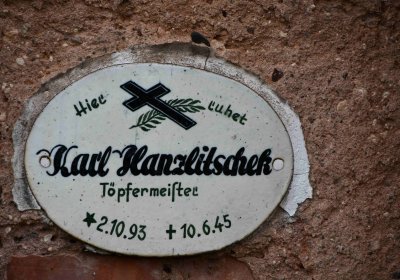 Hier ruhet
Karl Hanzlitschek
Töpfermeister
★2.10.93 ✝10.6.45